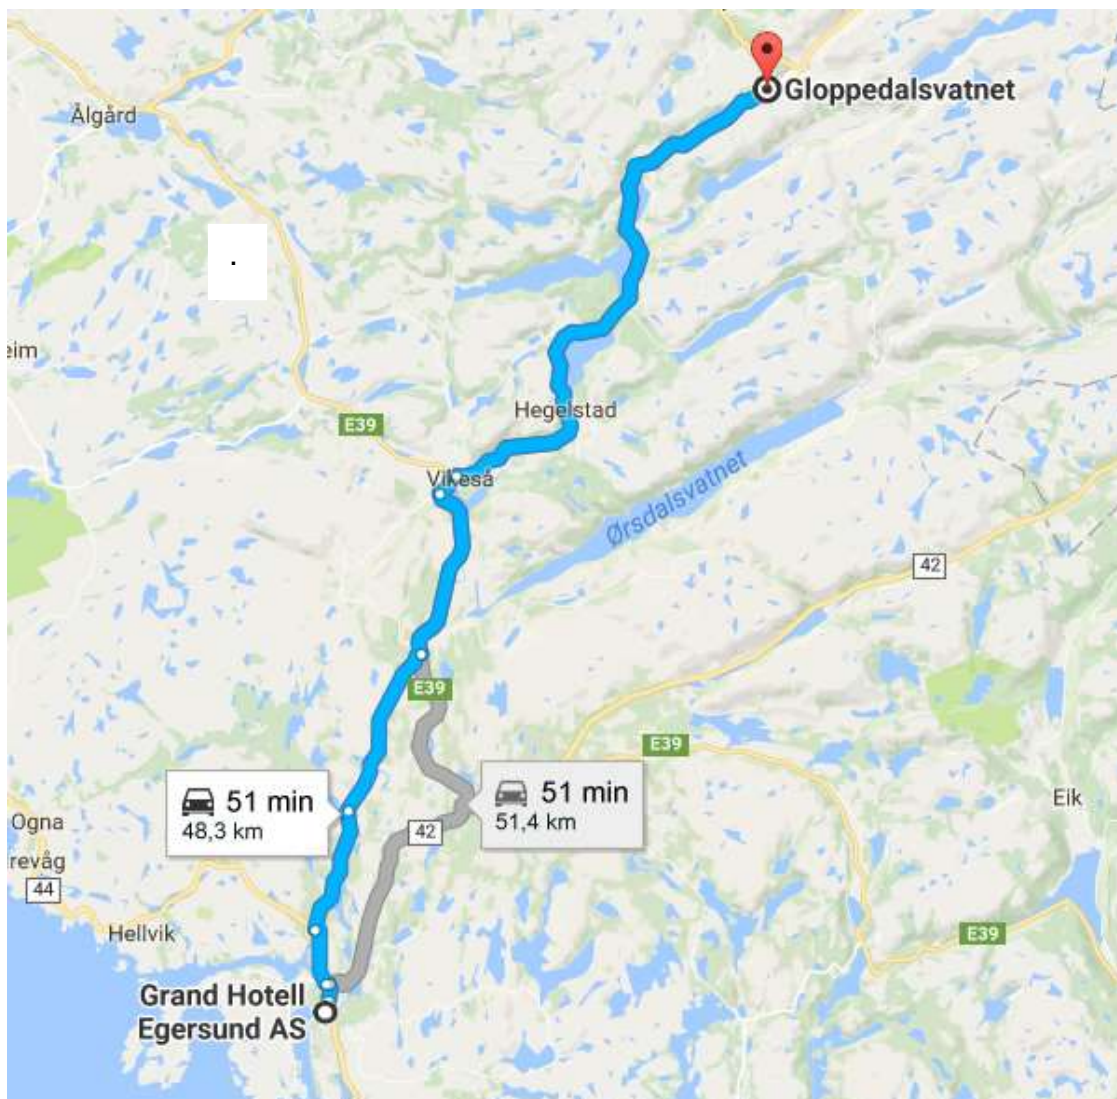 Gloppedalsvatnet
Ålgård
.
eim
Hegelstad
E39
Vikeså
Ørsdalsvatnet
42
E39
E39
51 min
48,3 km
51 min
51,4 km
Eik
Ogna
42
revåg
44
Hellvik
E39
Grand Hotell
Egersund AS